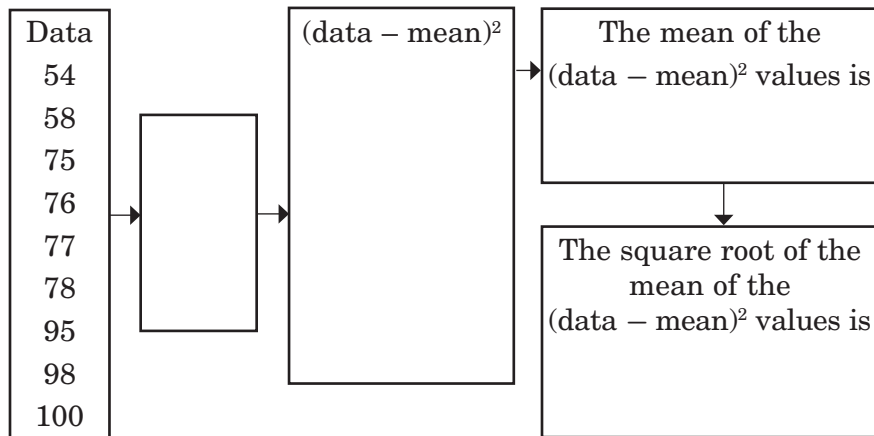 Data
54
58
75
76
77
78
95
98
100
(data – mean)²
The mean of the
(data – mean)² values is
The square root of the
mean of the
(data – mean)² values is